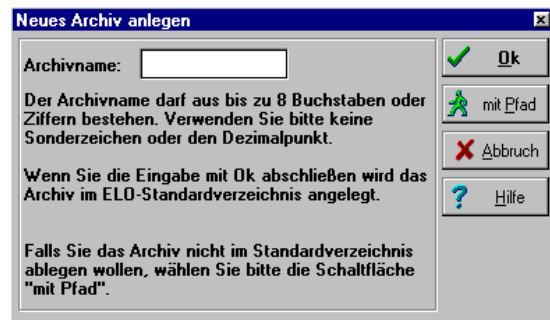 Neues Archiv anlegen
Archivname:
Der Archivname darf aus bis zu 8 Buchstaben oder
Ziffern bestehen. Verwenden Sie bitte keine
Sonderzeichen oder den Dezimalpunkt.
Wenn Sie die Eingabe mit Ok abschließen wird das
Archiv im ELO-Standardverzeichnis angelegt.
Falls Sie das Archiv nicht im Standardverzeichnis
ablegen wollen, wählen Sie bitte die Schaltfläche
"mit Pfad".
Ok
mit Pfad
Abbruch
Hilfe